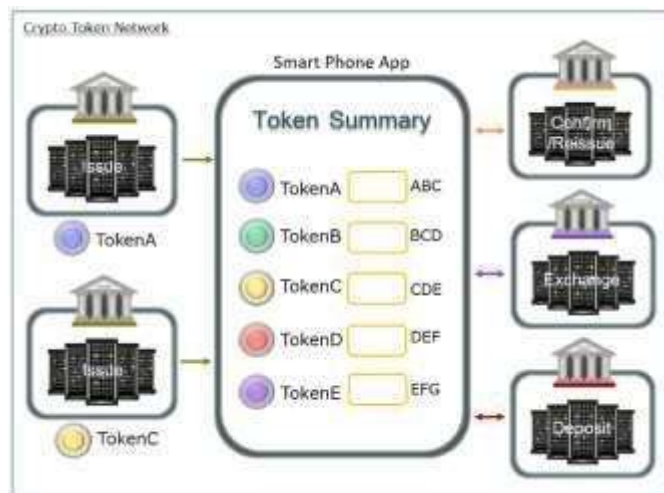 Crypto Token Network
Smart Phone App
Token Summary
Issue
TokenA
Issue
TokenC
TokenA ABC
TokenB BCD
TokenC CDE
TokenD DEF
TokenE EFG
Confirm
/Reissue
Exchange
Deposit